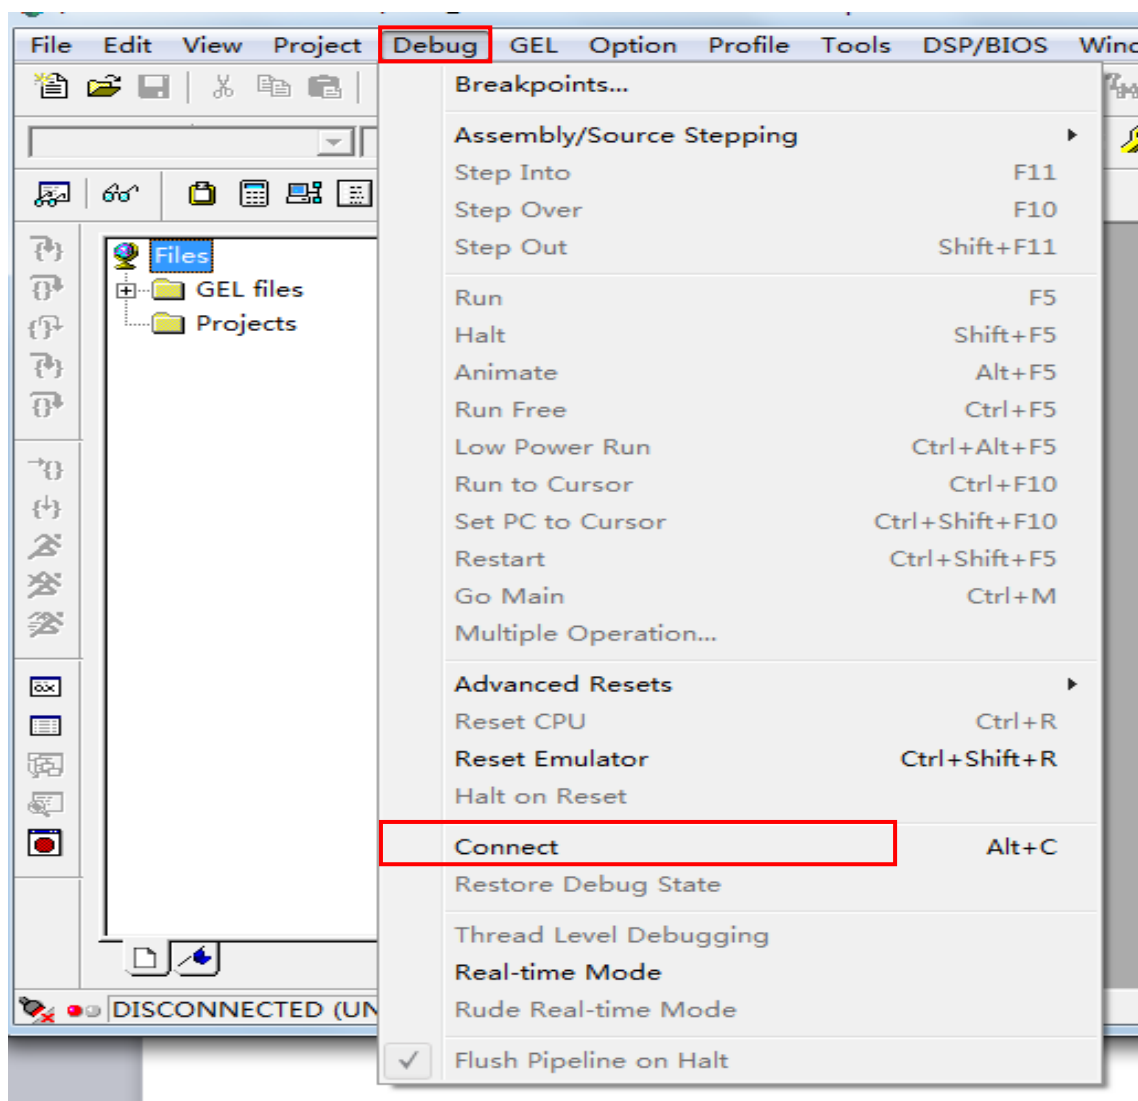 File Edit View Project Debug GEL Option Profile Tools DSP/BIOS
Files
GEL files
Projects
Breakpoints...
Assembly/Source Stepping
Step Into F11
Step Over F10
Step Out Shift+F11
Run F5
Halt Shift+F5
Animate Alt+F5
Run Free Ctrl+F5
Low Power Run Ctrl+Alt+F5
Run to Cursor Ctrl+F10
Set PC to Cursor Ctrl+Shift+F10
Restart Ctrl+Shift+F5
Go Main Ctrl+M
Multiple Operation...
Advanced Resets
Reset CPU Ctrl+R
Reset Emulator Ctrl+Shift+R
Halt on Reset
Connect Alt+C
Restore Debug State
Thread Level Debugging
Real-time Mode
Rude Real-time Mode
Flush Pipeline on Halt
DISCONNECTED (UN